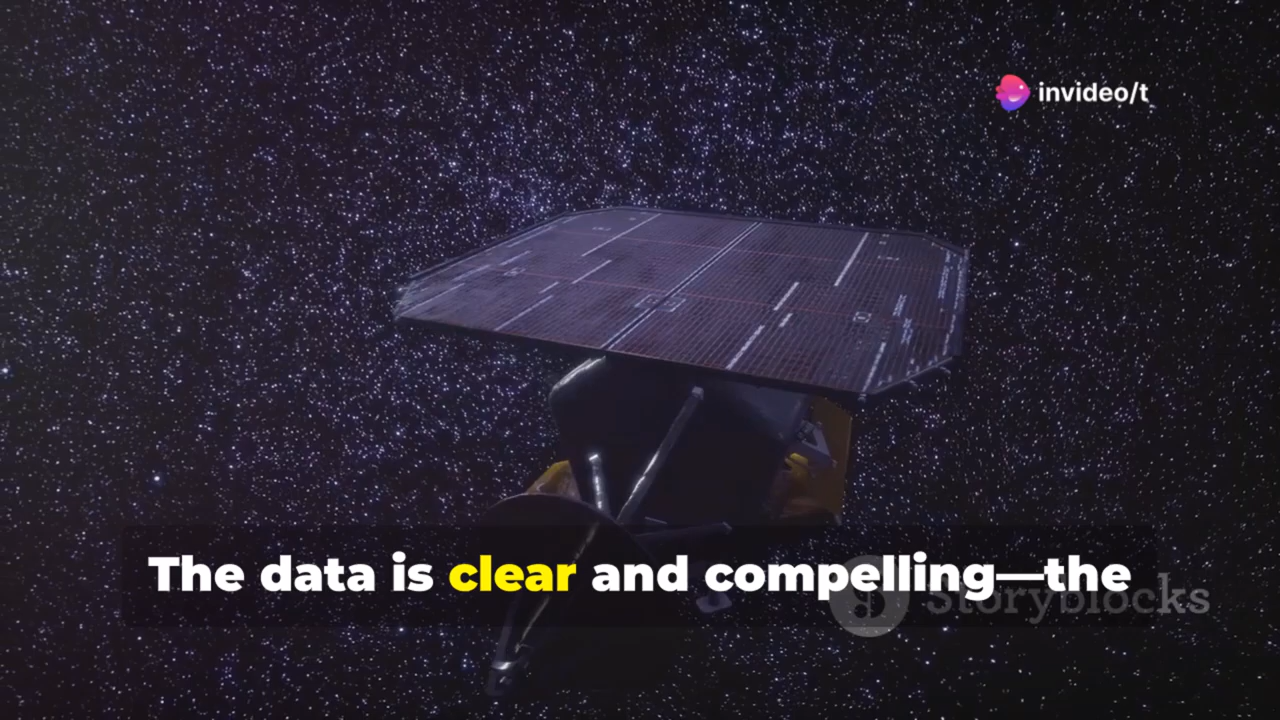 invideo/t
The data is clear and compelling—the
Storyblocks